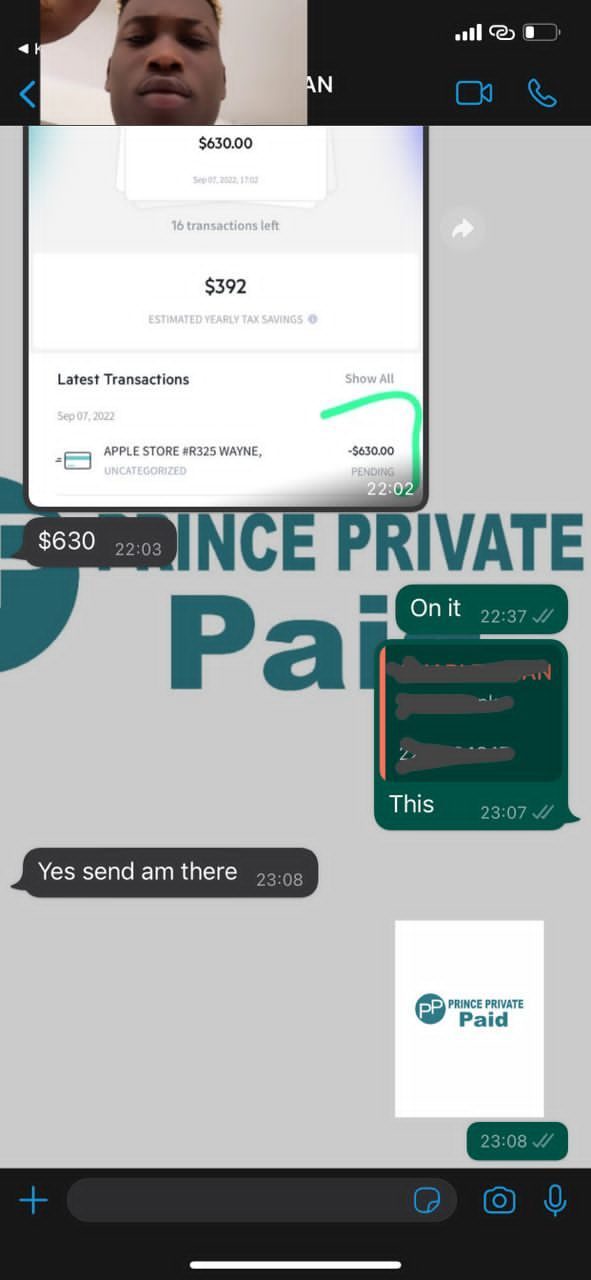 AN
$630.00
Sep 07, 2022, 17:02
16 transactions left
$392
ESTIMATED YEARLY TAX SAVINGS
Latest Transactions
Show All
Sep 07, 2022
APPLE STORE #R325 WAYNE,
-$630.00
UNCATEGORIZED
PENDING
22:02
$630 22:03
PRINCE PRIVATE
Paid
On it 22:37
AN
This 23:07
Yes send am there 23:08
PP PRINCE PRIVATE
Paid
23:08